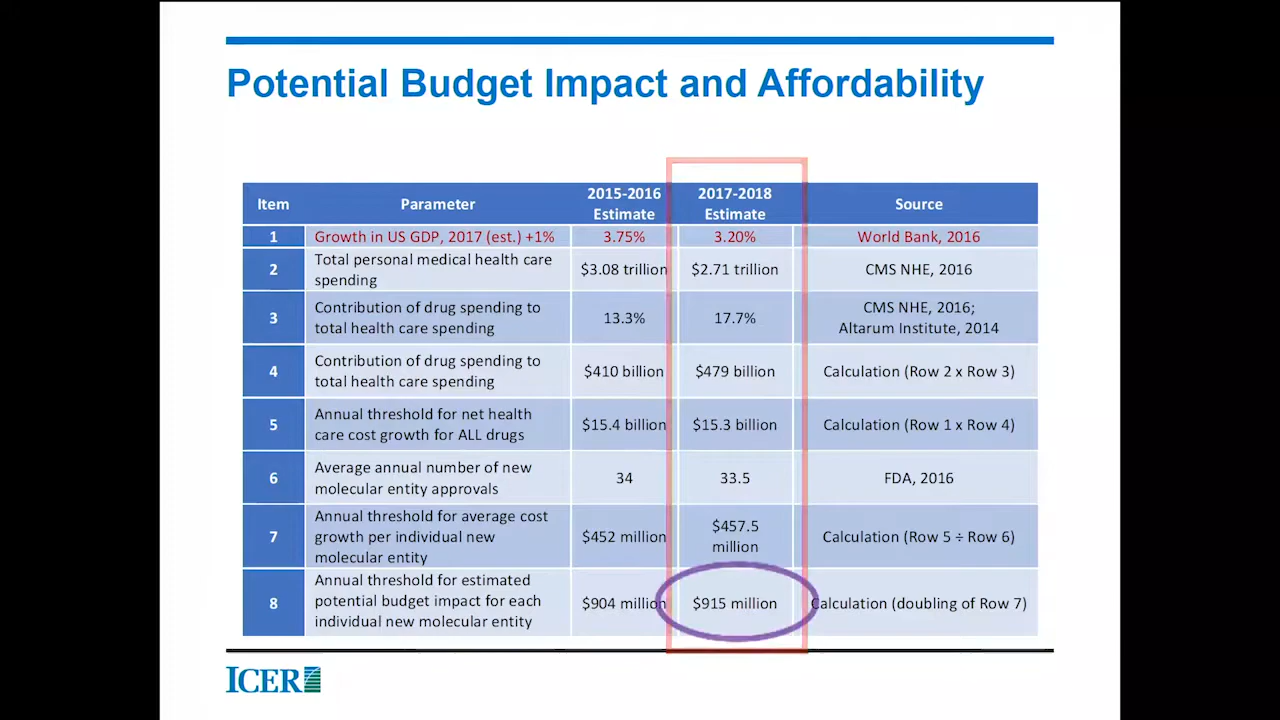 Potential Budget Impact and Affordability
Item
Parameter
2015-2016
Estimate
2017-2018
Estimate
Source
1
Growth in US GDP, 2017 (est.) +1%
3.75%
3.20%
World Bank, 2016
2
Total personal medical health care
spending
$3.08 trillion
$2.71 trillion
CMS NHE, 2016
3
Contribution of drug spending to
total health care spending
13.3%
17.7%
CMS NHE, 2016;
Altarum Institute, 2014
4
Contribution of drug spending to
total health care spending
$410 billion
$479 billion
Calculation (Row 2 x Row 3)
5
Annual threshold for net health
care cost growth for ALL drugs
$15.4 billion
$15.3 billion
Calculation (Row 1 x Row 4)
6
Average annual number of new
molecular entity approvals
34
33.5
FDA, 2016
7
Annual threshold for average cost
growth per individual new
molecular entity
$452 million
$457.5
million
Calculation (Row 5 ÷ Row 6)
8
Annual threshold for estimated
potential budget impact for each
individual new molecular entity
$904 million
$915 million
Calculation (doubling of Row 7)
ICER